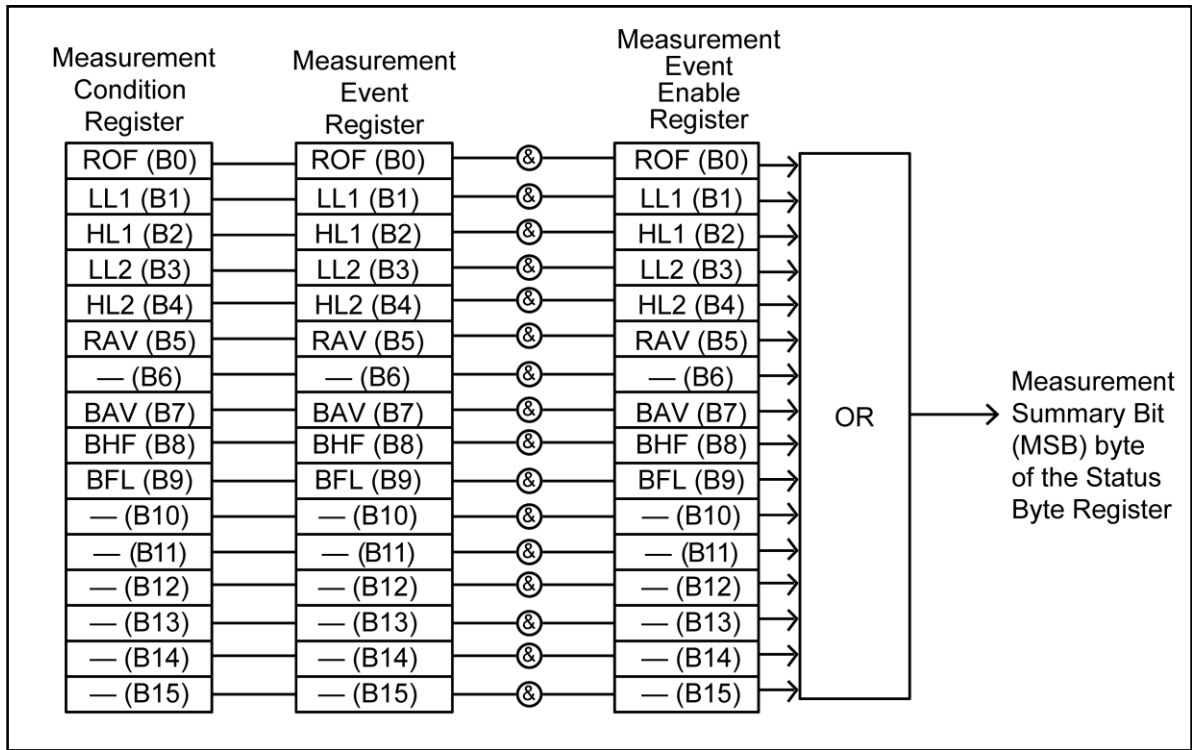 Measurement
Condition
Register
Measurement
Event
Register
Measurement
Event
Enable
Register
ROF (B0) ROF (B0) & ROF (B0)
LL1 (B1) LL1 (B1) & LL1 (B1)
HL1 (B2) HL1 (B2) & HL1 (B2)
LL2 (B3) LL2 (B3) & LL2 (B3)
HL2 (B4) HL2 (B4) & HL2 (B4)
RAV (B5) RAV (B5) & RAV (B5)
— (B6) — (B6) & — (B6)
BAV (B7) BAV (B7) & BAV (B7)
BHF (B8) BHF (B8) & BHF (B8)
BFL (B9) BFL (B9) & BFL (B9)
— (B10) — (B10) & — (B10)
— (B11) — (B11) & — (B11)
— (B12) — (B12) & — (B12)
— (B13) — (B13) & — (B13)
— (B14) — (B14) & — (B14)
— (B15) — (B15) & — (B15)
OR
Measurement
Summary Bit
(MSB) byte
of the Status
Byte Register